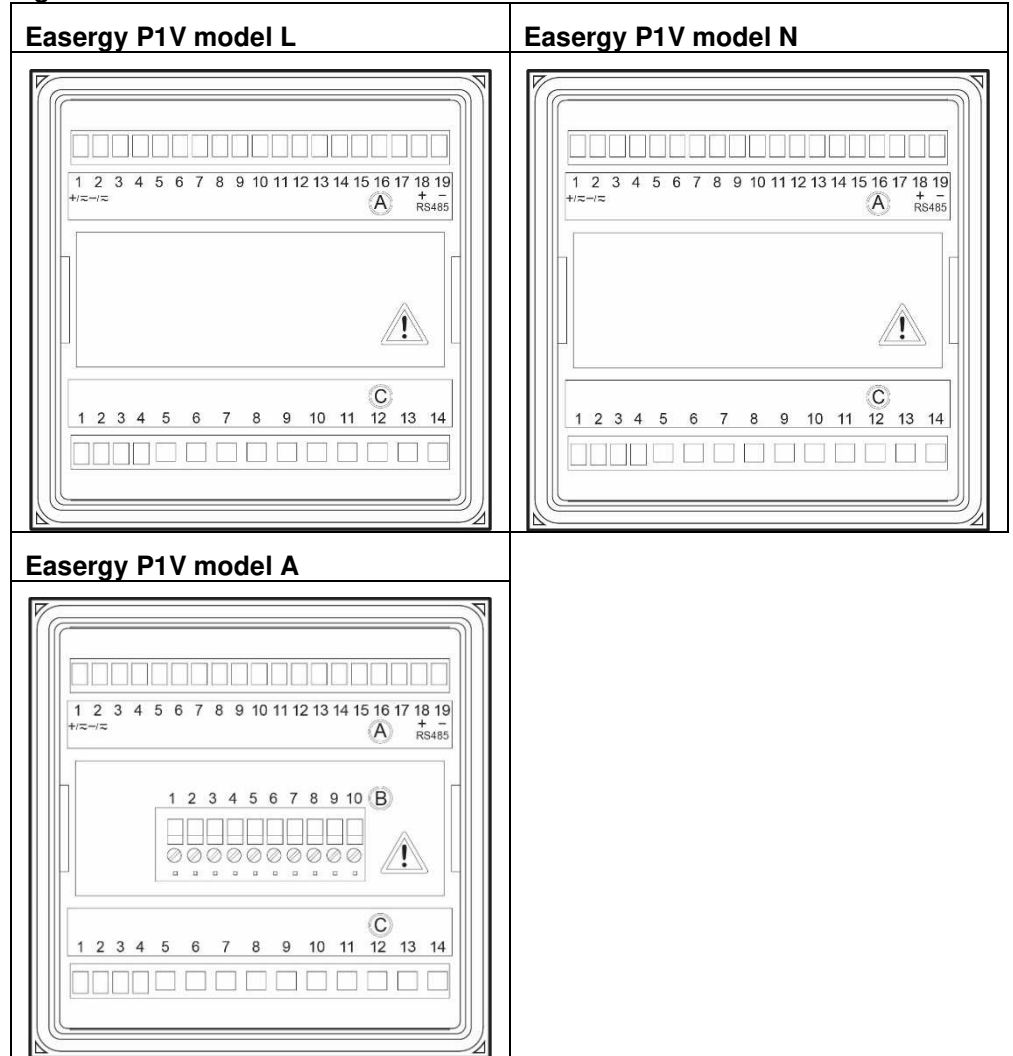 Easergy P1V model L
1 2 3 4 5 6 7 8 9 10 11 12 13 14 15 16 17 18 19
+/≂ −/≂ A + −
RS485
C
1 2 3 4 5 6 7 8 9 10 11 12 13 14
Easergy P1V model N
1 2 3 4 5 6 7 8 9 10 11 12 13 14 15 16 17 18 19
+/≂ −/≂ A + −
RS485
C
1 2 3 4 5 6 7 8 9 10 11 12 13 14
Easergy P1V model A
1 2 3 4 5 6 7 8 9 10 11 12 13 14 15 16 17 18 19
+/≂ −/≂ A + −
RS485
1 2 3 4 5 6 7 8 9 10 B
C
1 2 3 4 5 6 7 8 9 10 11 12 13 14